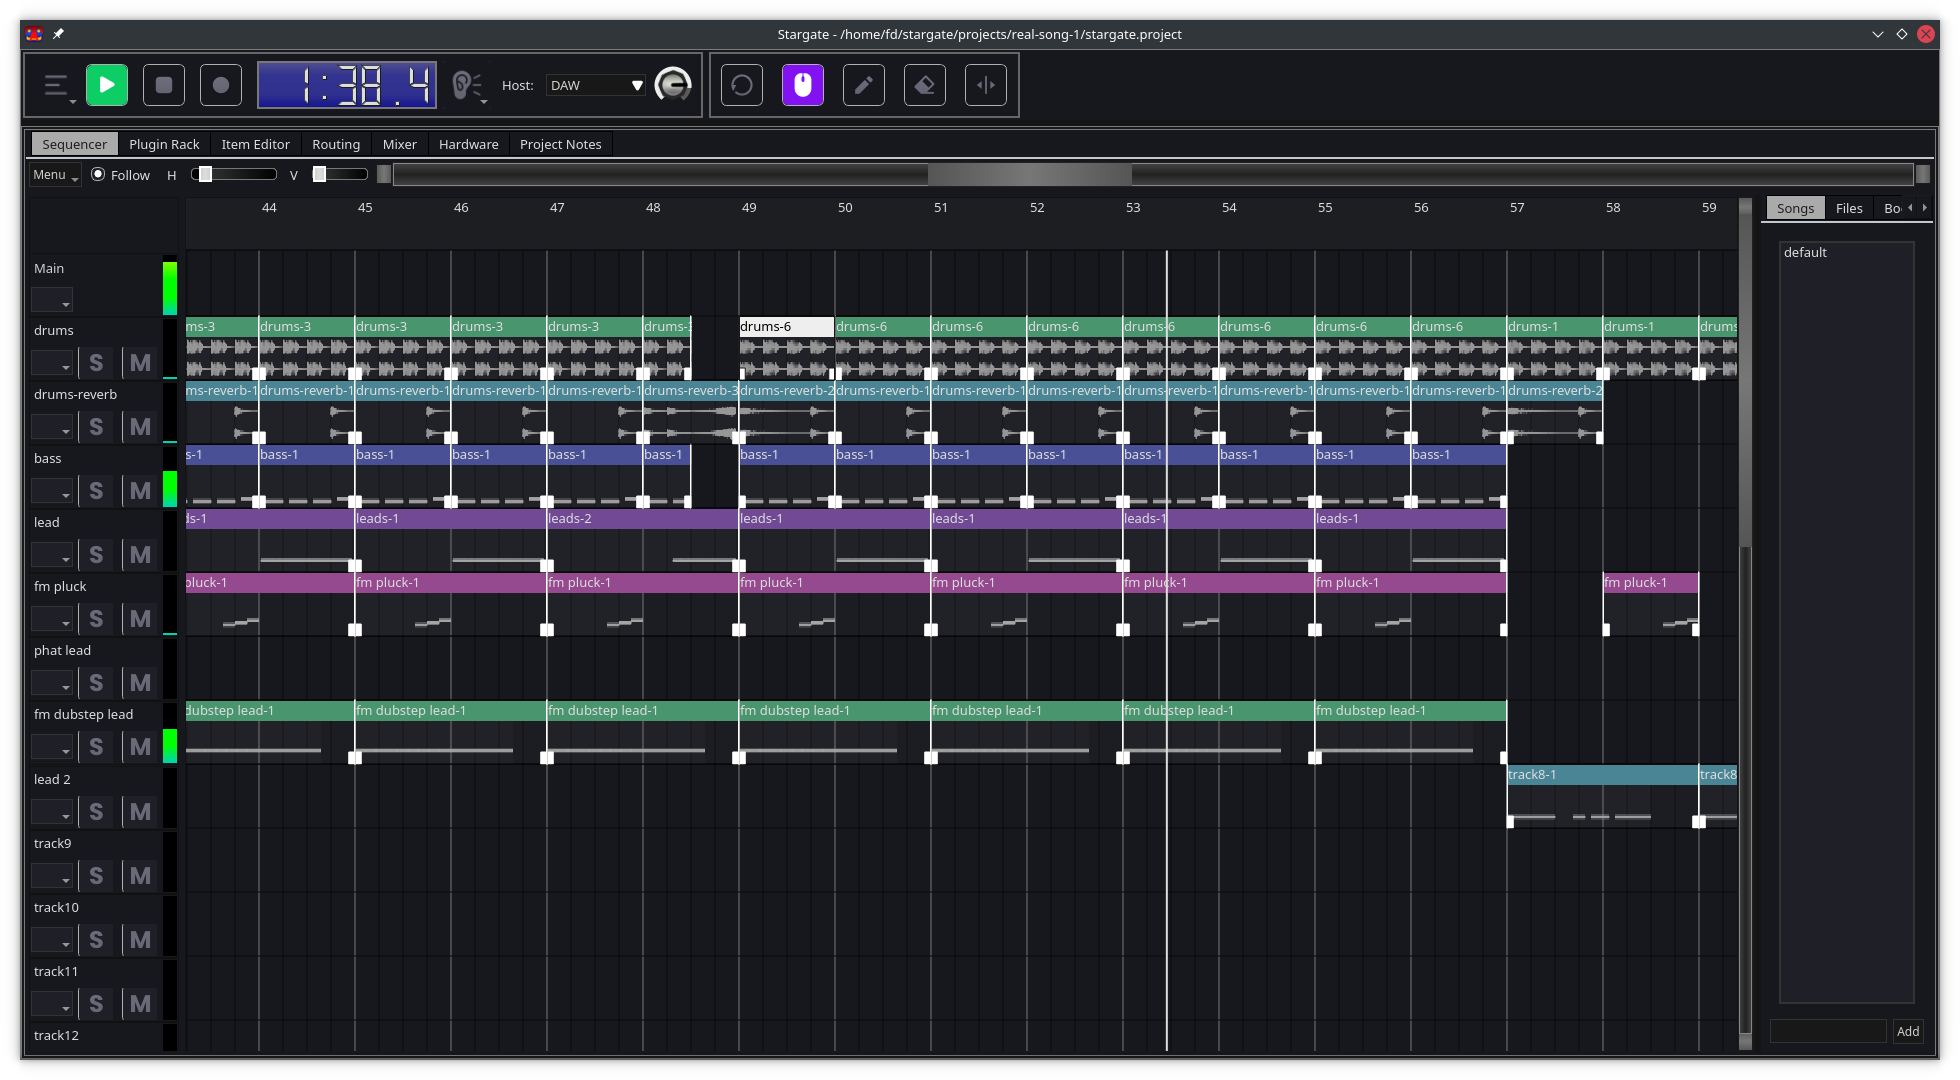 Stargate - /home/fd/stargate/projects/real-song-1/stargate.project
1:38.4
Host: DAW
Sequencer Plugin Rack Item Editor Routing Mixer Hardware Project Notes
Menu Follow H V
44 45 46 47 48 49 50 51 52 53 54 55 56 57 58 59
Songs Files Bo
default
Main
drums
S M
ms-3 drums-3 drums-3 drums-3 drums-3 drums-3 drums-6 drums-6 drums-6 drums-6 drums-6 drums-6 drums-6 drums-6 drums-1 drums-1 drums
drums-reverb
S M
ms-reverb-1 drums-reverb-1 drums-reverb-1 drums-reverb-1 drums-reverb-1 drums-reverb-3 drums-reverb-2 drums-reverb-1 drums-reverb-1 drums-reverb-1 drums-reverb-1 drums-reverb-1 drums-reverb-1 drums-reverb-2
bass
S M
s-1 bass-1 bass-1 bass-1 bass-1 bass-1 bass-1 bass-1 bass-1 bass-1 bass-1 bass-1 bass-1 bass-1
lead
S M
ds-1 leads-1 leads-2 leads-1 leads-1 leads-1 leads-1
fm pluck
S M
pluck-1 fm pluck-1 fm pluck-1 fm pluck-1 fm pluck-1 fm pluck-1 fm pluck-1 fm pluck-1
phat lead
S M
fm dubstep lead
S M
dubstep lead-1 fm dubstep lead-1 fm dubstep lead-1 fm dubstep lead-1 fm dubstep lead-1 fm dubstep lead-1 fm dubstep lead-1
lead 2
S M
track8-1 track8
track9
S M
track10
S M
track11
S M
track12
Add